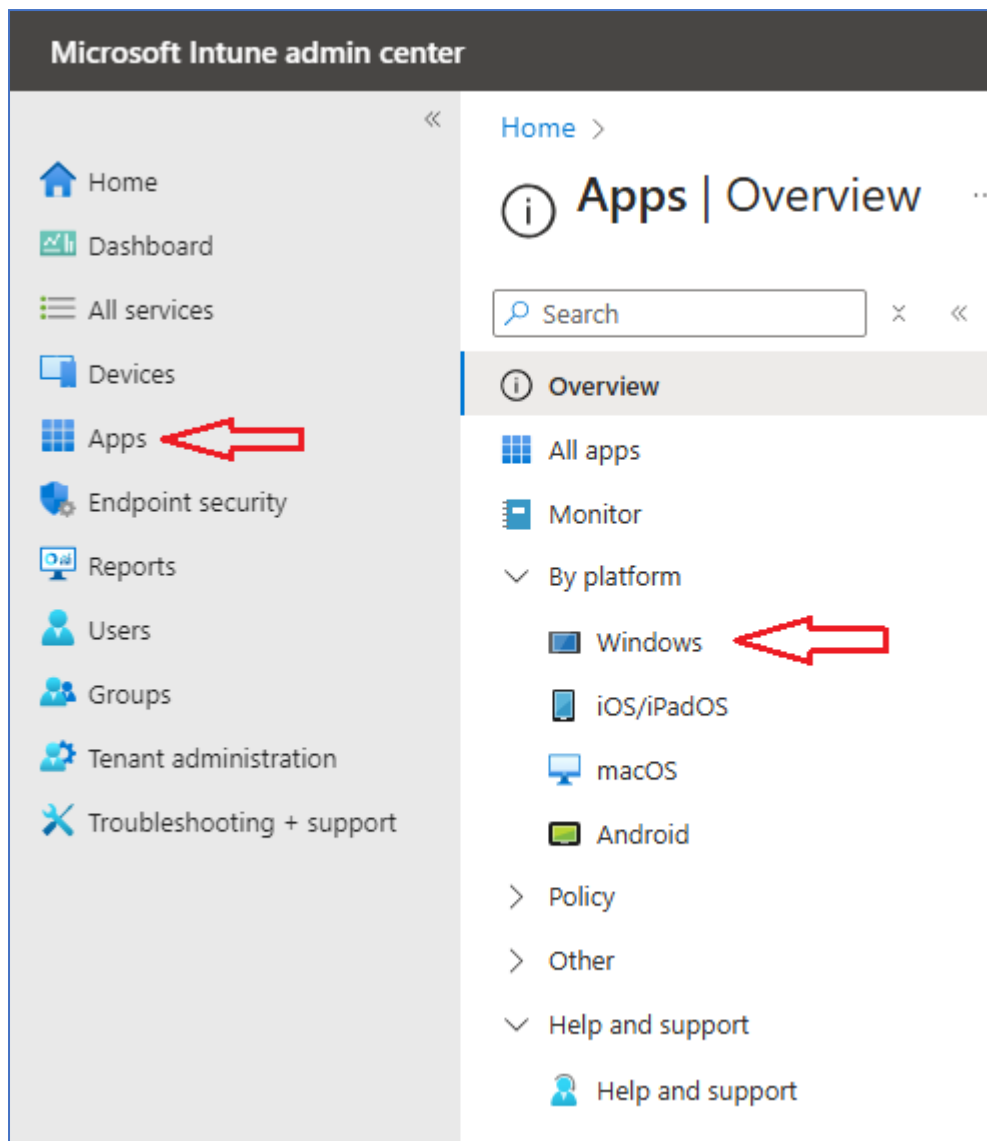 Microsoft Intune admin center
Home
Dashboard
All services
Devices
Apps
Endpoint security
Reports
Users
Groups
Tenant administration
Troubleshooting + support
Home >
Apps | Overview
Search
Overview
All apps
Monitor
By platform
Windows
iOS/iPadOS
macOS
Android
Policy
Other
Help and support
Help and support